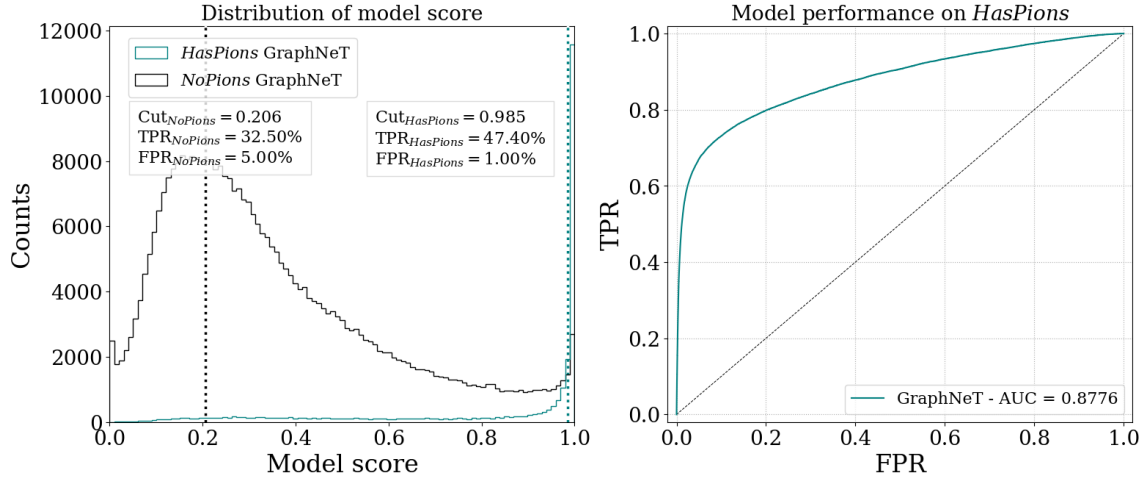 Distribution of model score
HasPions GraphNeT
NoPions GraphNeT
Cut_NoPions = 0.206
TPR_NoPions = 32.50%
FPR_NoPions = 5.00%
Cut_HasPions = 0.985
TPR_HasPions = 47.40%
FPR_HasPions = 1.00%
12000
10000
8000
6000
4000
2000
0
Counts
0.0 0.2 0.4 0.6 0.8 1.0
Model score
Model performance on HasPions
1.0
0.8
0.6
0.4
0.2
0.0
TPR
GraphNeT - AUC = 0.8776
0.0 0.2 0.4 0.6 0.8 1.0
FPR